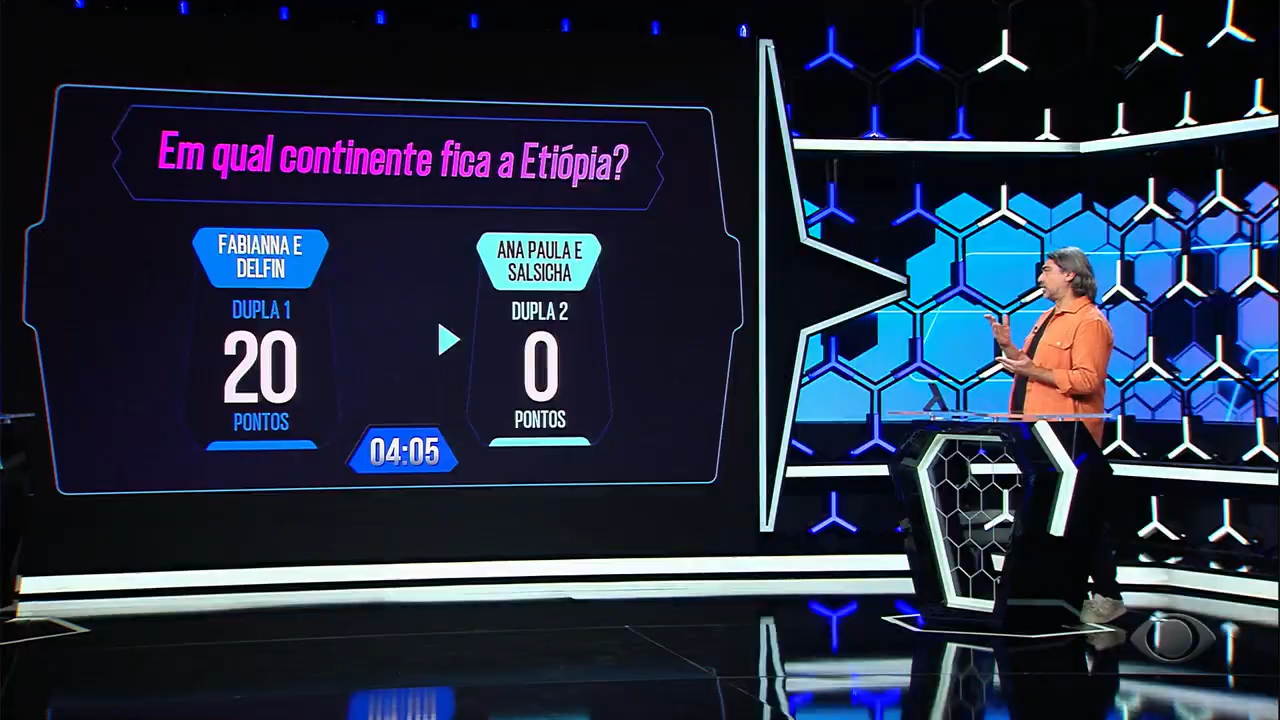 Em qual continente fica a Etiópia?
FABIANNA E
DELFIN
DUPLA 1
20
PONTOS
ANA PAULA E
SALSICHA
DUPLA 2
0
PONTOS
04:05